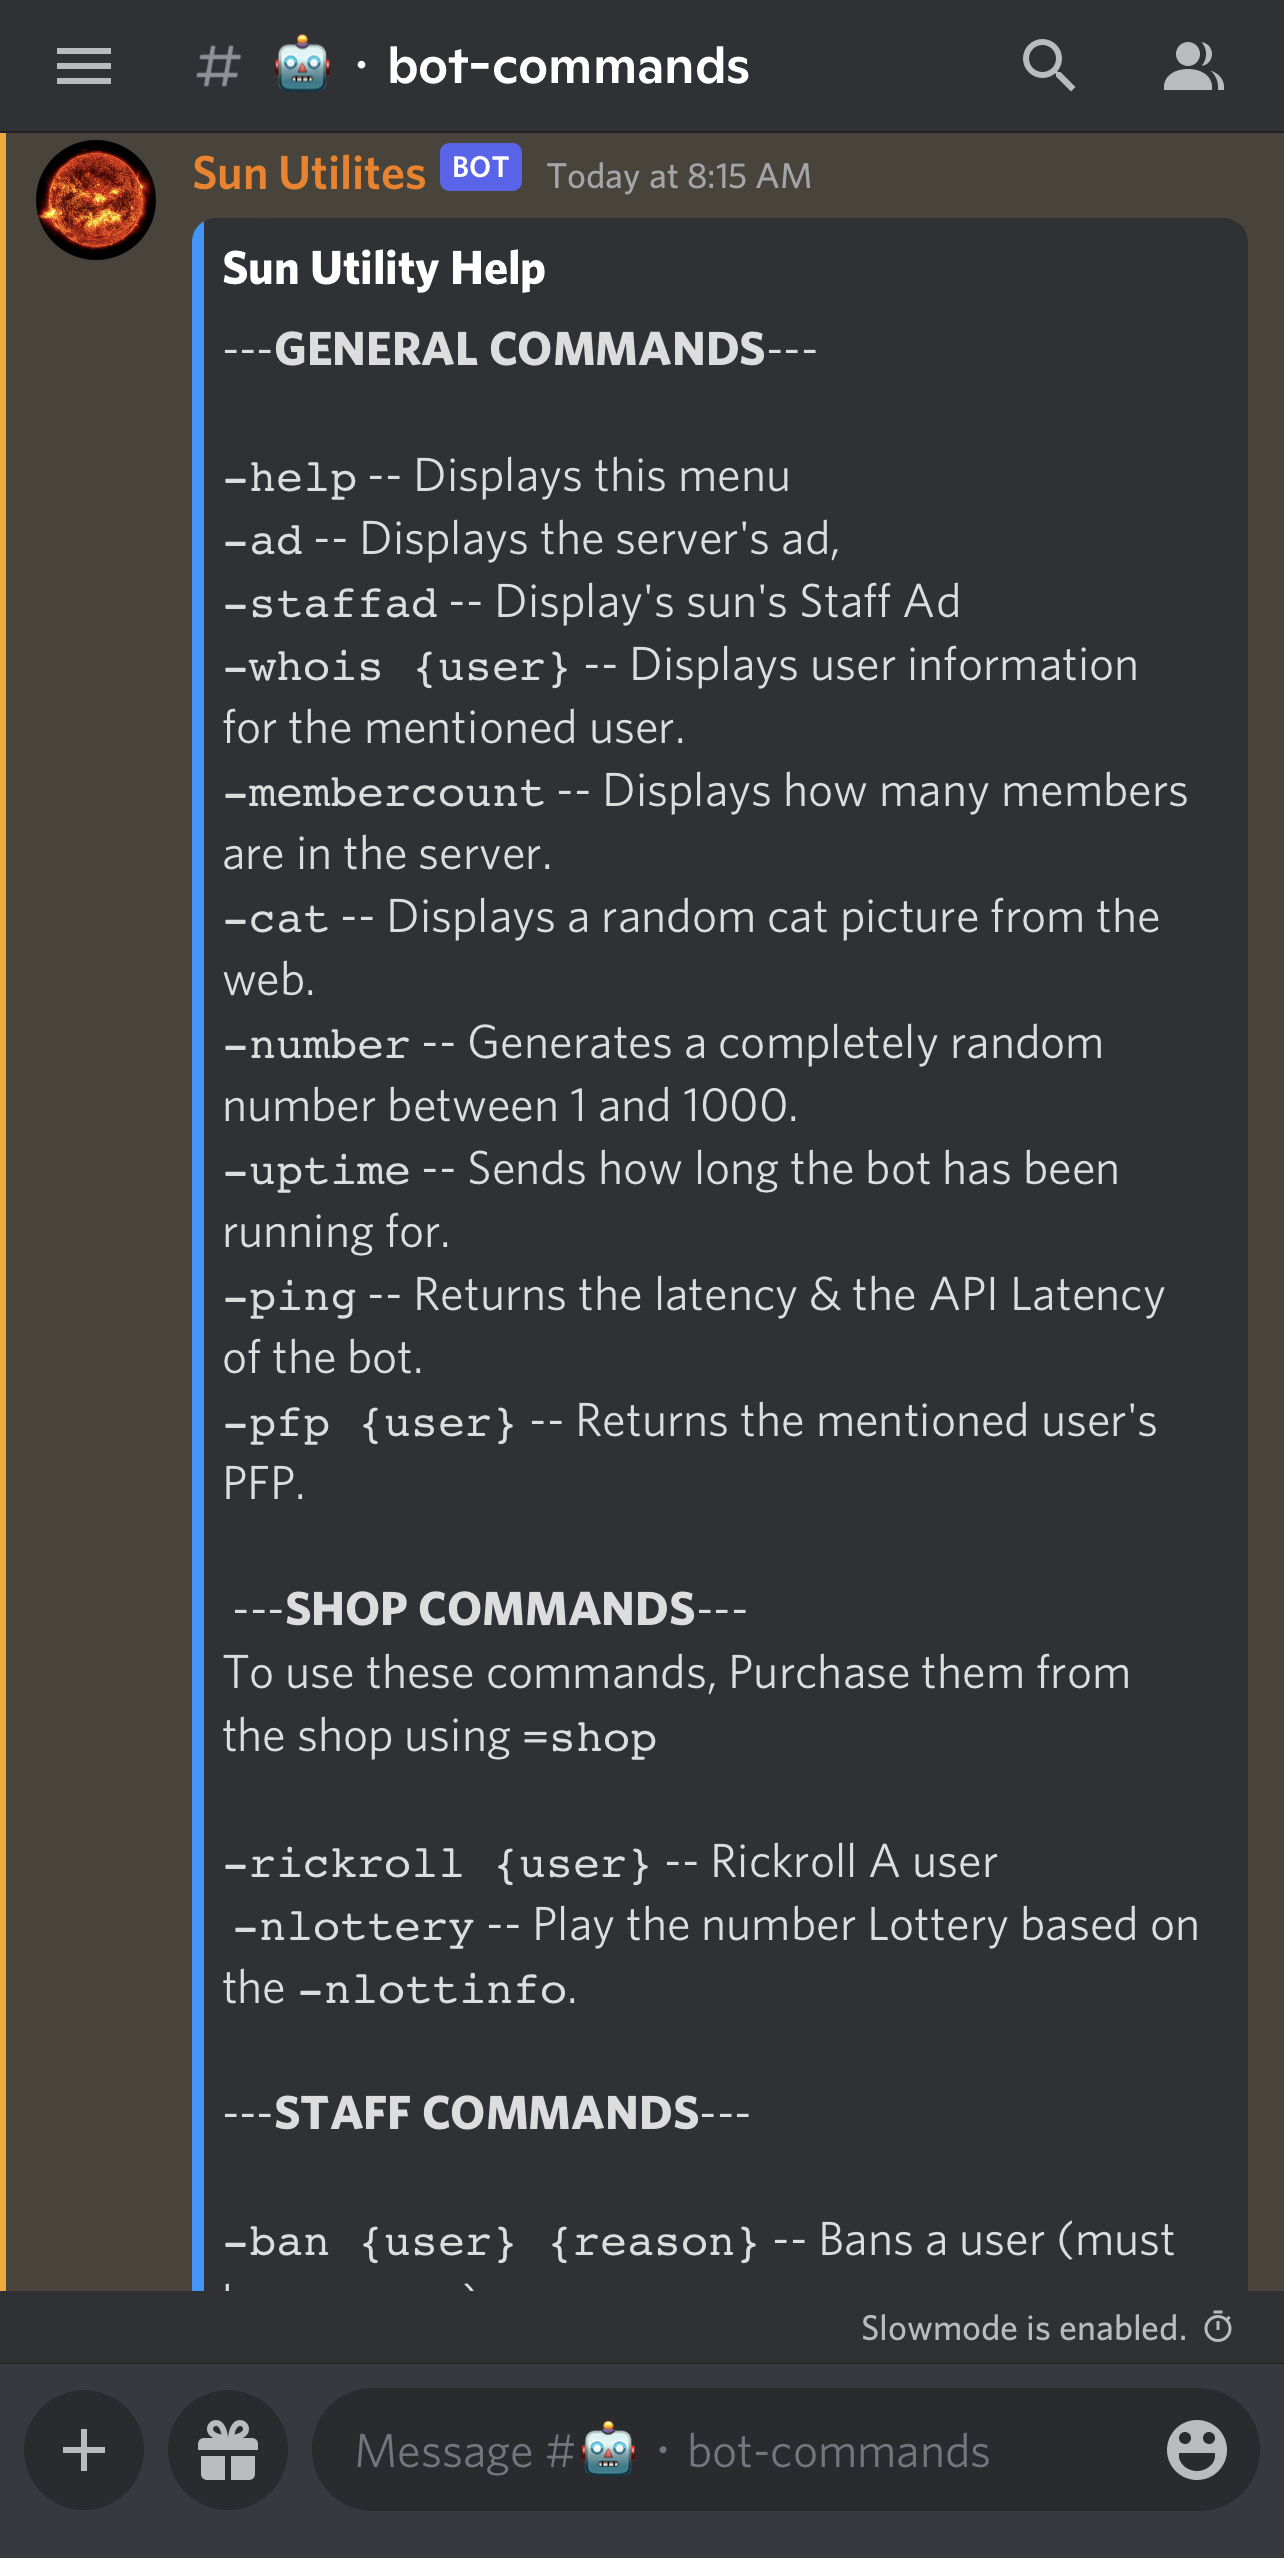 # 🤖 · bot-commands
Sun Utilites BOT Today at 8:15 AM
Sun Utility Help
---GENERAL COMMANDS---
-help -- Displays this menu
-ad -- Displays the server's ad,
-staffad -- Display's sun's Staff Ad
-whois {user} -- Displays user information
for the mentioned user.
-membercount -- Displays how many members
are in the server.
-cat -- Displays a random cat picture from the
web.
-number -- Generates a completely random
number between 1 and 1000.
-uptime -- Sends how long the bot has been
running for.
-ping -- Returns the latency & the API Latency
of the bot.
-pfp {user} -- Returns the mentioned user's
PFP.
---SHOP COMMANDS---
To use these commands, Purchase them from
the shop using =shop
-rickroll {user} -- Rickroll A user
-nlottery -- Play the number Lottery based on
the -nlottinfo.
---STAFF COMMANDS---
-ban {user} {reason} -- Bans a user (must
Slowmode is enabled.
Message #🤖 · bot-commands